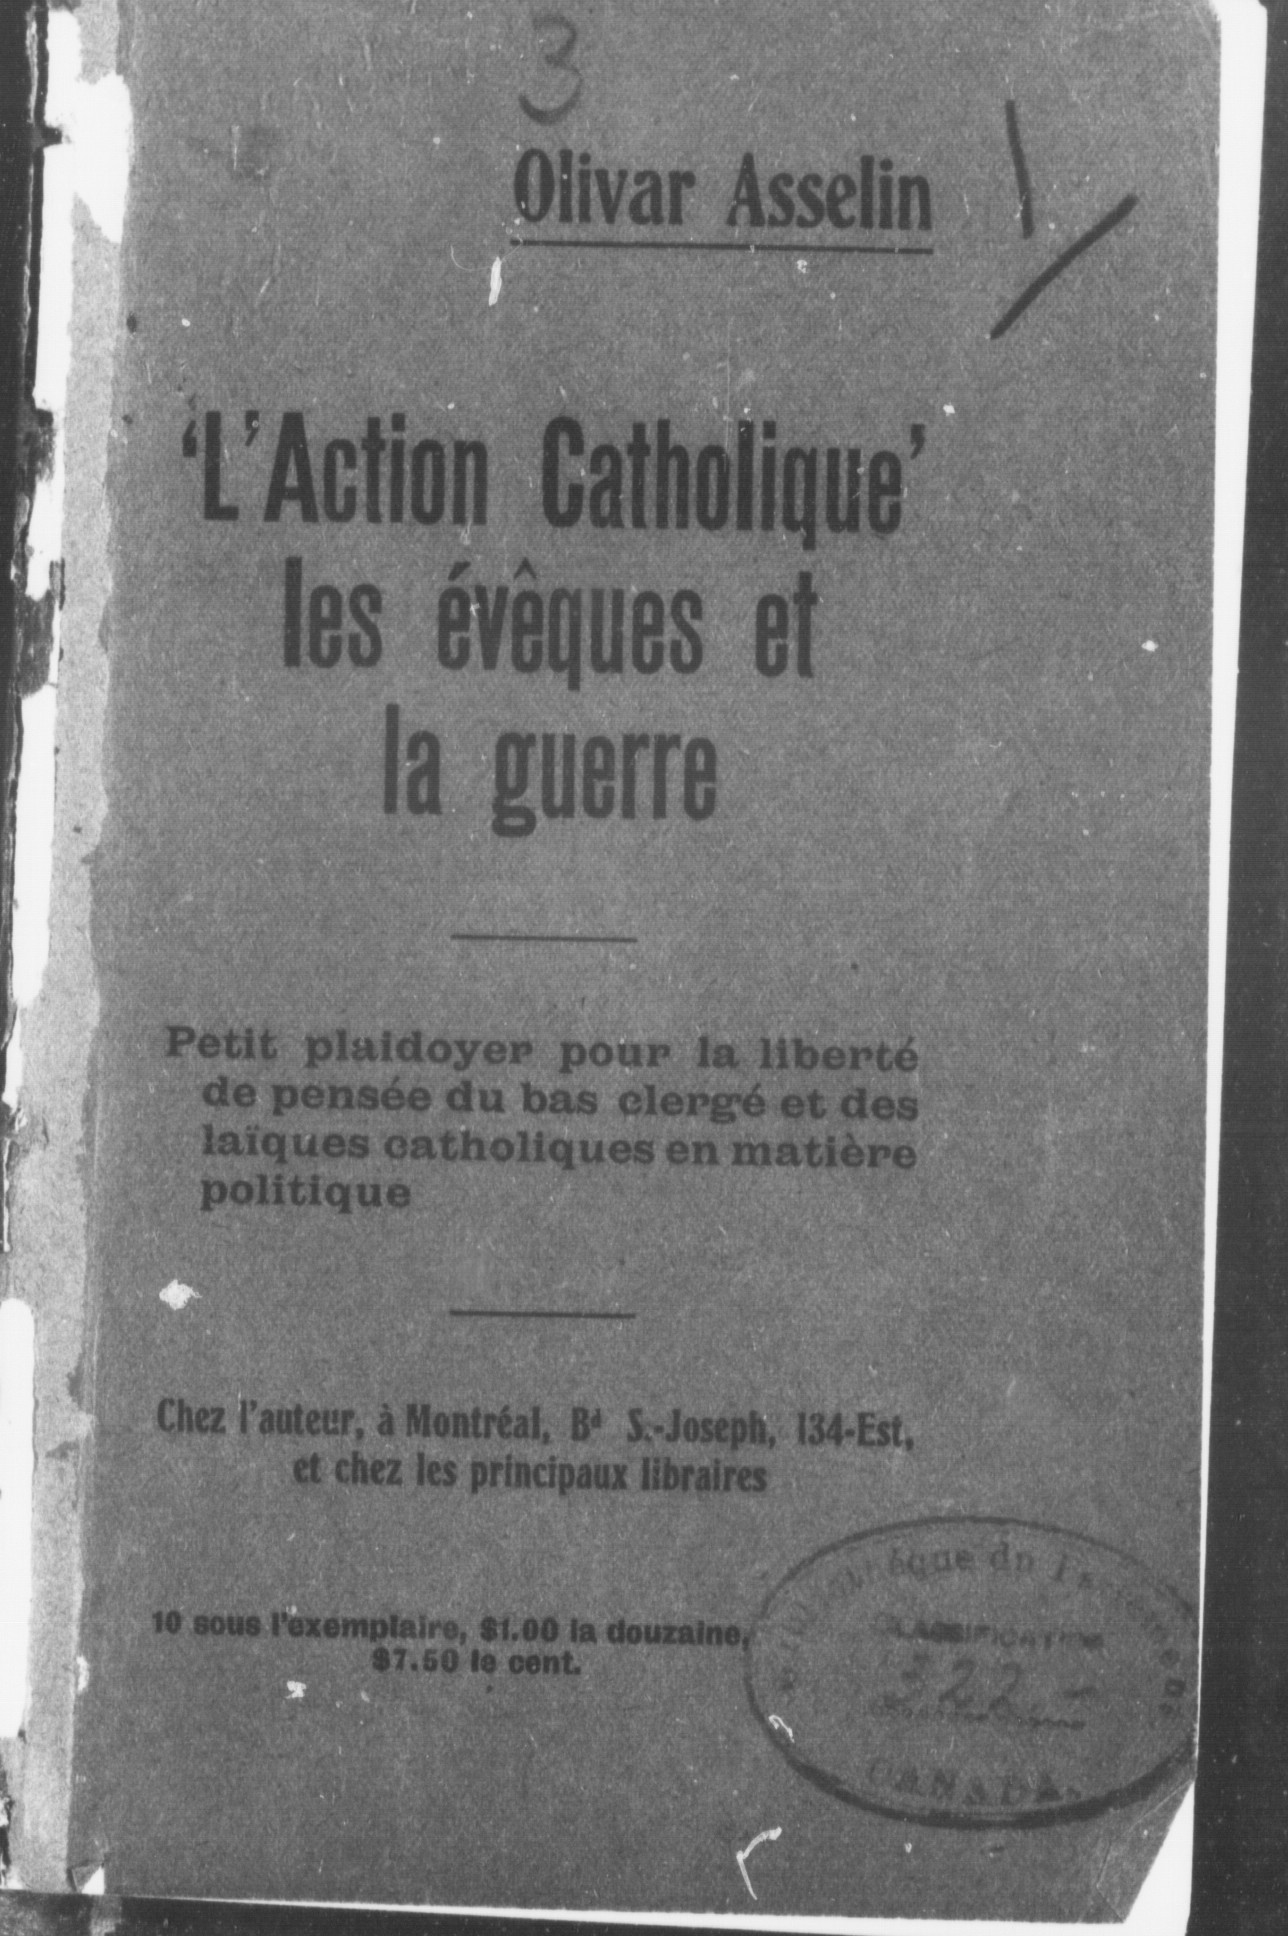 3
Olivar Asselin
'L'Action Catholique'
les évêques et
la guerre
Petit plaidoyer pour la liberté
de pensée du bas clergé et des
laïques catholiques en matière
politique
Chez l'auteur, à Montréal, Bd S.-Joseph, 134-Est,
et chez les principaux libraires
10 sous l'exemplaire, $1.00 la douzaine,
$7.50 le cent.
du
CLASSIFICATION
CANADA